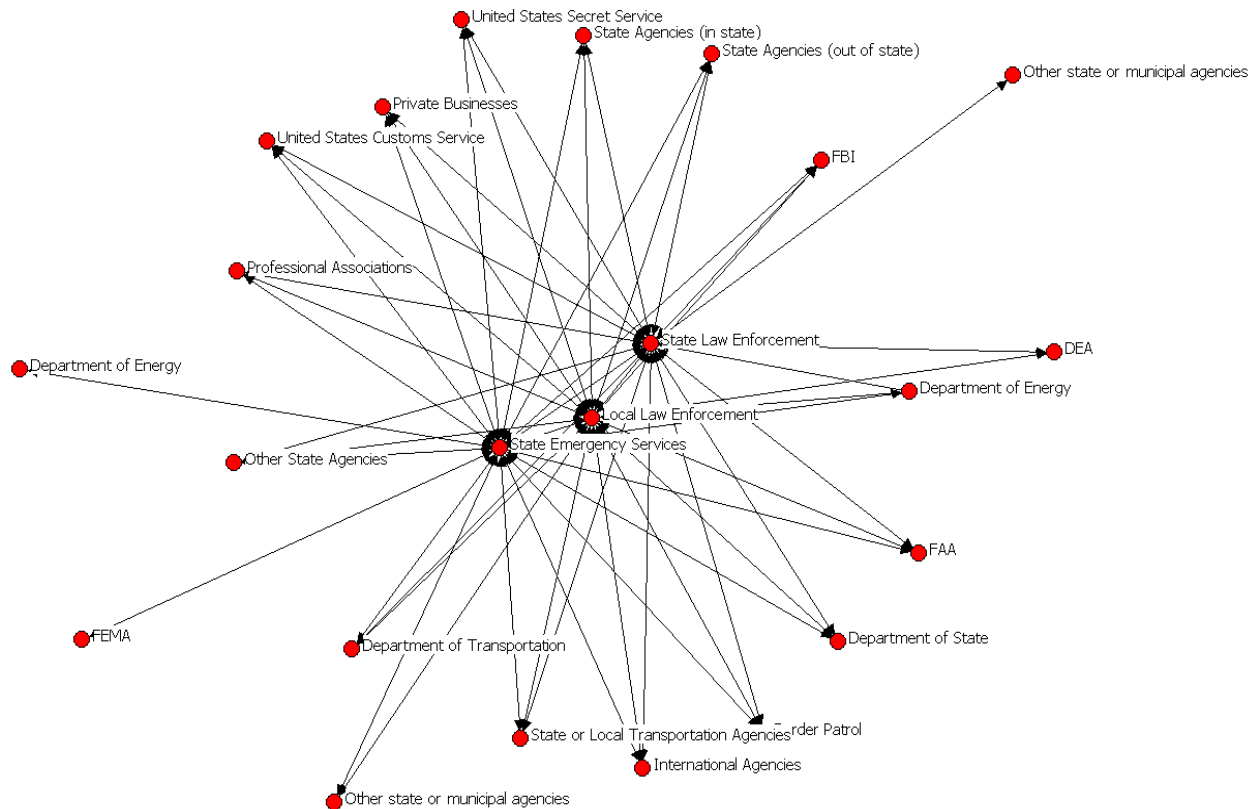 United States Secret Service
State Agencies (in state)
State Agencies (out of state)
Other state or municipal agencies
Private Businesses
United States Customs Service
FBI
Professional Associations
State Law Enforcement
DEA
Department of Energy
Department of Energy
Local Law Enforcement
State Emergency Services
Other State Agencies
FAA
FEMA
Department of Transportation
Department of State
State or Local Transportation Agencies
Patrol
International Agencies
Other state or municipal agencies